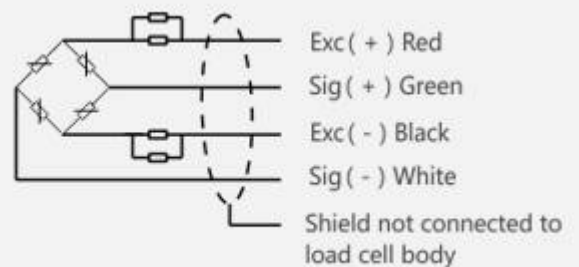 Exc( + ) Red
Sig( + ) Green
Exc( - ) Black
Sig( - ) White
Shield not connected to
load cell body